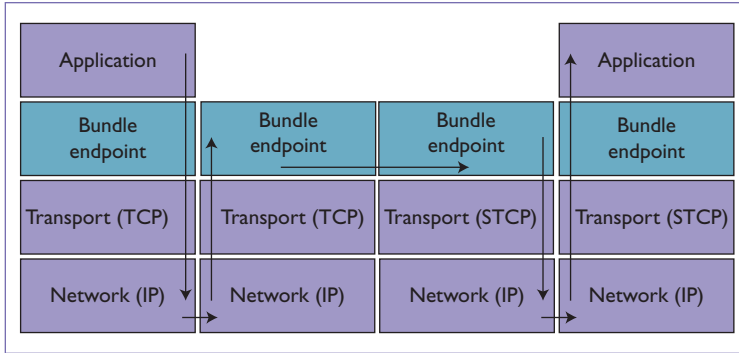 Application
Application
Bundle
endpoint
Bundle
endpoint
Bundle
endpoint
Bundle
endpoint
Transport (TCP)
Transport (TCP)
Transport (STCP)
Transport (STCP)
Network (IP)
Network (IP)
Network (IP)
Network (IP)